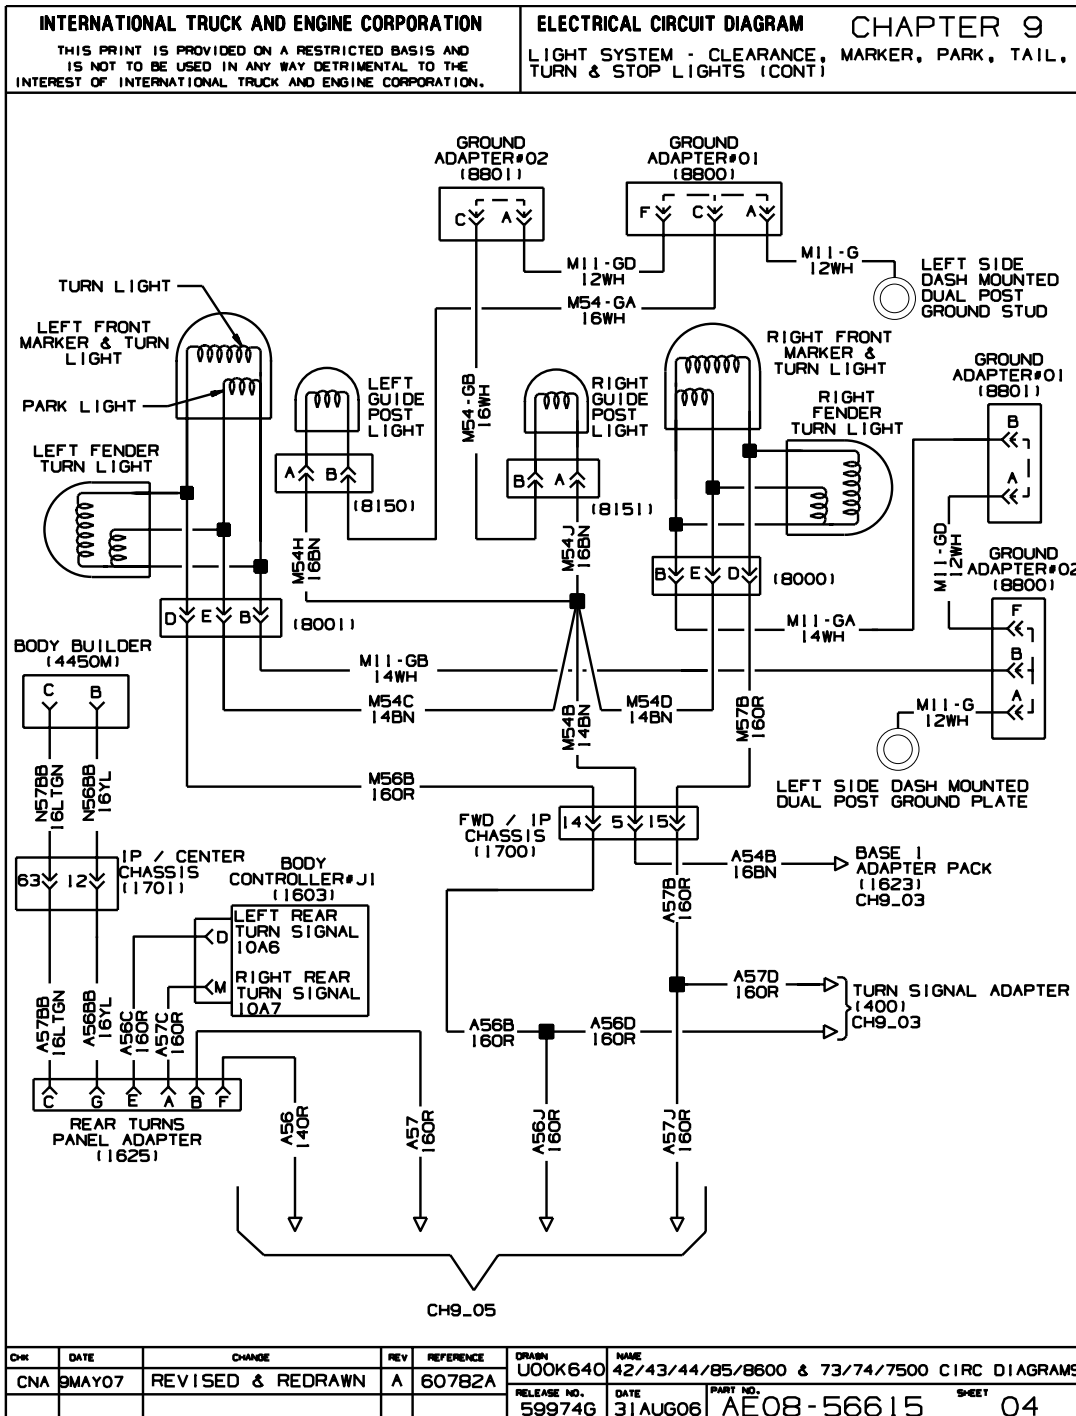 INTERNATIONAL TRUCK AND ENGINE CORPORATION
THIS PRINT IS PROVIDED ON A RESTRICTED BASIS AND
IS NOT TO BE USED IN ANY WAY DETRIMENTAL TO THE
INTEREST OF INTERNATIONAL TRUCK AND ENGINE CORPORATION.
ELECTRICAL CIRCUIT DIAGRAM
CHAPTER 9
LIGHT SYSTEM - CLEARANCE, MARKER, PARK, TAIL,
TURN & STOP LIGHTS (CONT)
GROUND
ADAPTER#02
(8801)
C
A
GROUND
ADAPTER#01
(8800)
F
C
A
M11-GD
12WH
M11-G
12WH
M54-GA
16WH
LEFT SIDE
DASH MOUNTED
DUAL POST
GROUND STUD
TURN LIGHT
LEFT FRONT
MARKER & TURN
LIGHT
PARK LIGHT
LEFT FENDER
TURN LIGHT
LEFT
GUIDE
POST
LIGHT
A
B
(8150)
M54-GB
16WH
RIGHT
GUIDE
POST
LIGHT
B
A
(8151)
RIGHT FRONT
MARKER &
TURN LIGHT
RIGHT
FENDER
TURN LIGHT
GROUND
ADAPTER#01
(8801)
B
A
M54H
16BN
M54J
16BN
M11-GD
12WH
GROUND
ADAPTER#02
(8800)
F
B
A
B
E
D
(8000)
D
E
B
(8001)
M11-GA
14WH
M11-GB
14WH
M54C
14BN
M54B
14BN
M54D
14BN
M57B
16OR
M11-G
12WH
LEFT SIDE DASH MOUNTED
DUAL POST GROUND PLATE
BODY BUILDER
(4450M)
C
B
N57BB
16LTGN
N56BB
16YL
M56B
16OR
FWD / IP
CHASSIS
(1700)
14
5
15
63
12
IP / CENTER
CHASSIS
(1701)
BODY
CONTROLLER#J1
(1603)
LEFT REAR
TURN SIGNAL
10A6
D
RIGHT REAR
TURN SIGNAL
10A7
M
A54B
16BN
BASE 1
ADAPTER PACK
(1623)
CH9_03
A57B
16OR
A57D
16OR
TURN SIGNAL ADAPTER
(400)
CH9_03
A56B
16OR
A56D
16OR
A57BB
16LTGN
A56BB
16YL
A56C
16OR
A57C
16OR
C
G
E
A
B
F
REAR TURNS
PANEL ADAPTER
(1625)
A56
14OR
A57
16OR
A56J
16OR
A57J
16OR
CH9_05
CHK
DATE
CHANGE
REV
REFERENCE
CNA
9MAY07
REVISED & REDRAWN
A
60782A
DRAWN
U00K640
NAME
42/43/44/85/8600 & 73/74/7500 CIRC DIAGRAMS
RELEASE NO.
59974G
DATE
31AUG06
PART NO.
AE08-56615
SHEET
04